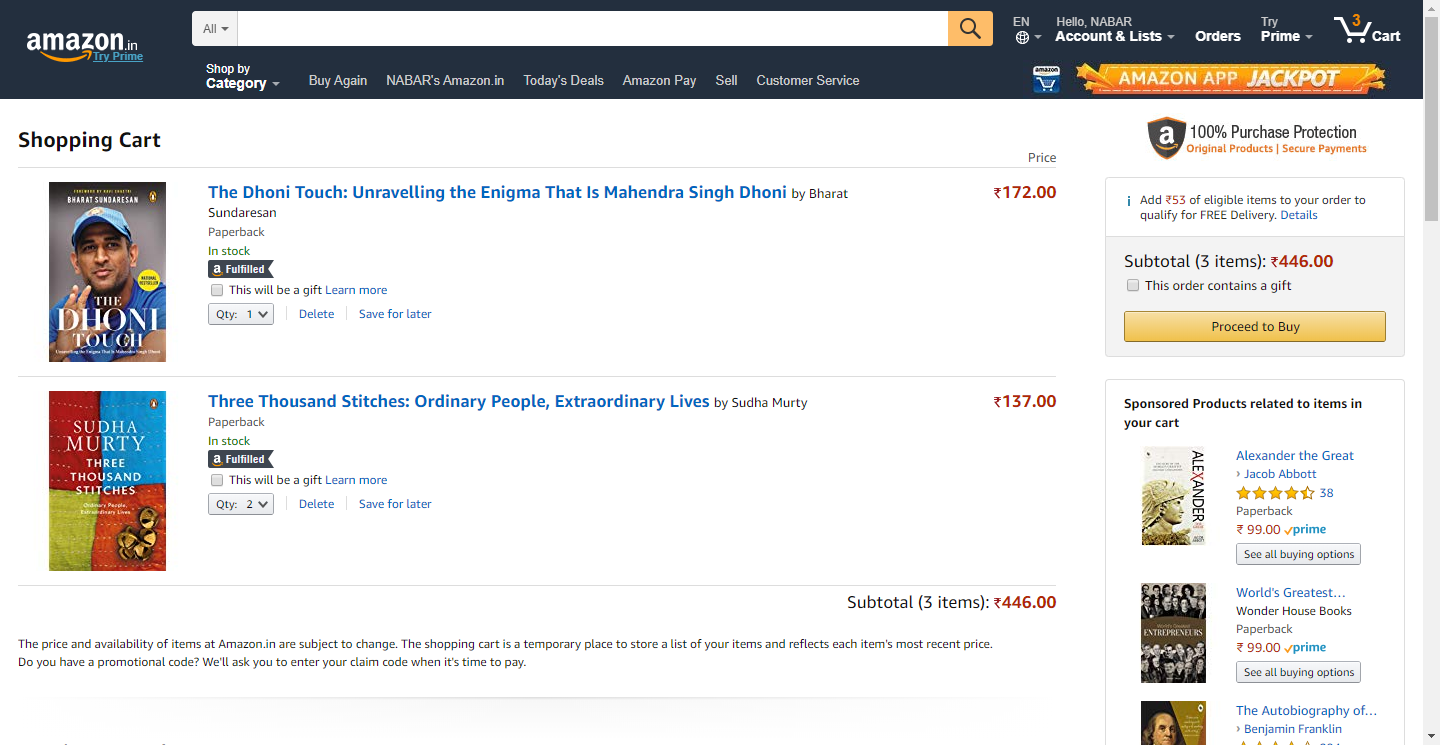 amazon.in
Try Prime
All
EN
Hello, NABAR
Account & Lists
Orders
Try
Prime
3
Cart
Shop by
Category
Buy Again
NABAR's Amazon.in
Today's Deals
Amazon Pay
Sell
Customer Service
amazon
AMAZON APP JACKPOT
Shopping Cart
Price
BHARAT SUNDARESAN
THE
DHONI
TOUCH
Unravelling the Enigma That Is Mahendra Singh Dhoni
The Dhoni Touch: Unravelling the Enigma That Is Mahendra Singh Dhoni by Bharat
Sundaresan
₹172.00
Paperback
In stock
a Fulfilled
This will be a gift Learn more
Qty: 1
Delete
Save for later
SUDHA
MURTY
THREE
THOUSAND
STITCHES
Ordinary People,
Extraordinary Lives
Three Thousand Stitches: Ordinary People, Extraordinary Lives by Sudha Murty
₹137.00
Paperback
In stock
a Fulfilled
This will be a gift Learn more
Qty: 2
Delete
Save for later
Subtotal (3 items): ₹446.00
The price and availability of items at Amazon.in are subject to change. The shopping cart is a temporary place to store a list of your items and reflects each item's most recent price.
Do you have a promotional code? We'll ask you to enter your claim code when it's time to pay.
a
100% Purchase Protection
Original Products | Secure Payments
i Add ₹53 of eligible items to your order to
qualify for FREE Delivery. Details
Subtotal (3 items): ₹446.00
This order contains a gift
Proceed to Buy
Sponsored Products related to items in
your cart
ALEXANDER
Alexander the Great
› Jacob Abbott
38
Paperback
₹ 99.00 prime
See all buying options
ENTREPRENEURS
World's Greatest…
Wonder House Books
Paperback
₹ 99.00 prime
See all buying options
The Autobiography of…
› Benjamin Franklin